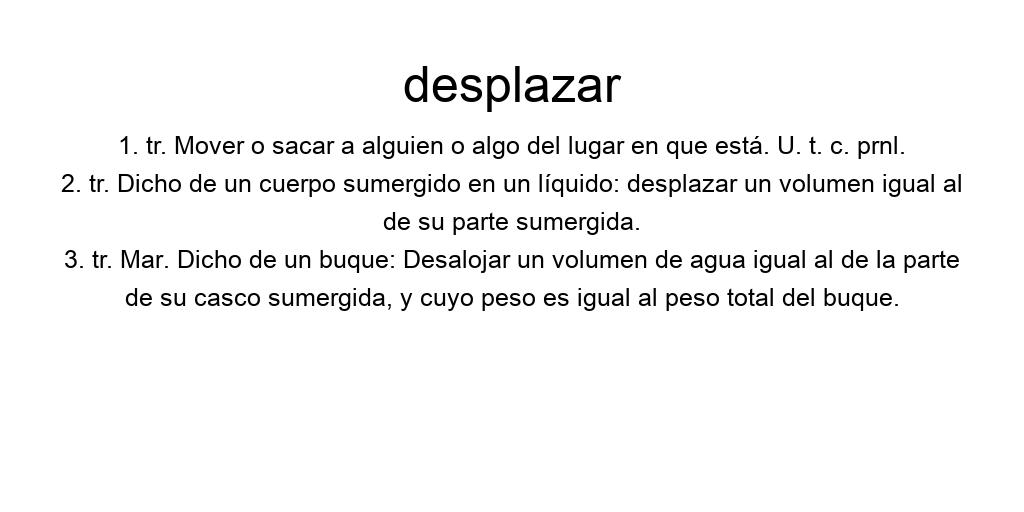 desplazar
1. tr. Mover o sacar a alguien o algo del lugar en que está. U. t. c. prnl.
2. tr. Dicho de un cuerpo sumergido en un líquido: desplazar un volumen igual al
de su parte sumergida.
3. tr. Mar. Dicho de un buque: Desalojar un volumen de agua igual al de la parte
de su casco sumergida, y cuyo peso es igual al peso total del buque.